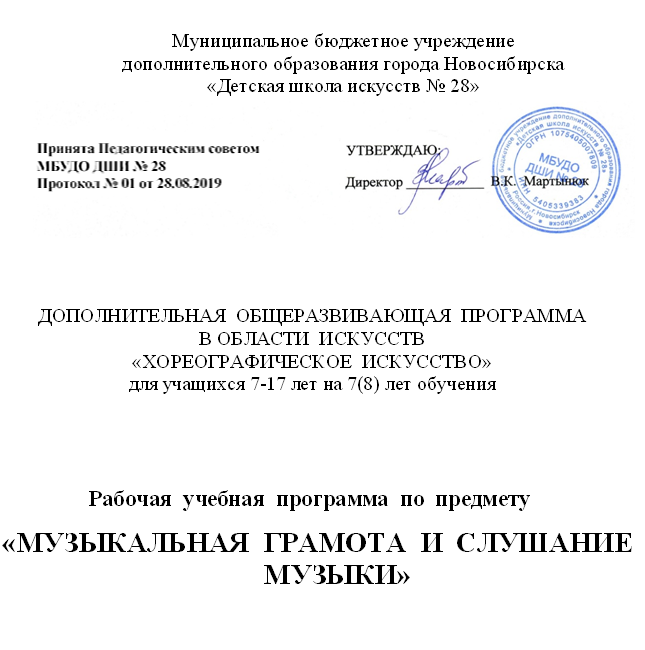 Муниципальное бюджетное учреждение
дополнительного образования города Новосибирска
«Детская школа искусств № 28»
Принята Педагогическим советом
МБУДО ДШИ № 28
Протокол № 01 от 28.08.2019
УТВЕРЖДАЮ:
Директор __________ В.К. Мартынюк
МБУДО
ДШИ №
ДОПОЛНИТЕЛЬНАЯ ОБЩЕРАЗВИВАЮЩАЯ ПРОГРАММА
В ОБЛАСТИ ИСКУССТВ
«ХОРЕОГРАФИЧЕСКОЕ ИСКУССТВО»
для учащихся 7-17 лет на 7(8) лет обучения
Рабочая учебная программа по предмету
«МУЗЫКАЛЬНАЯ ГРАМОТА И СЛУШАНИЕ
МУЗЫКИ»